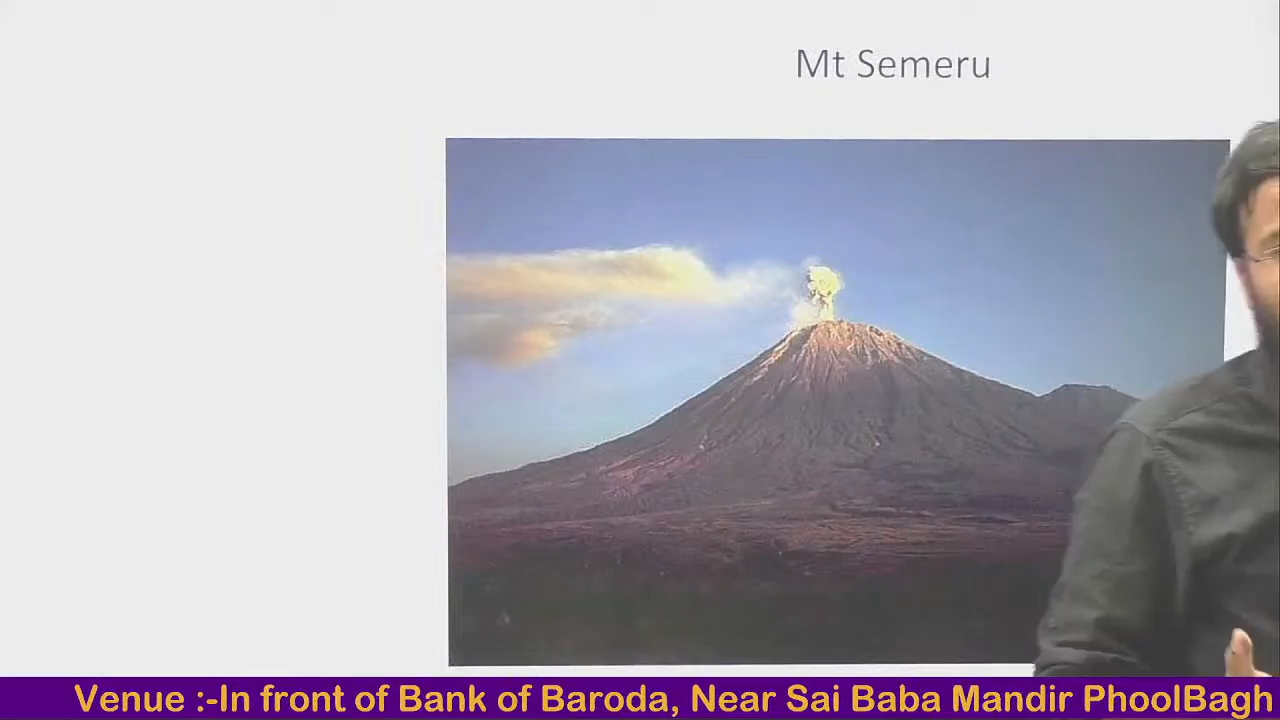 Mt Semeru
Venue :-In front of Bank of Baroda, Near Sai Baba Mandir PhoolBagh